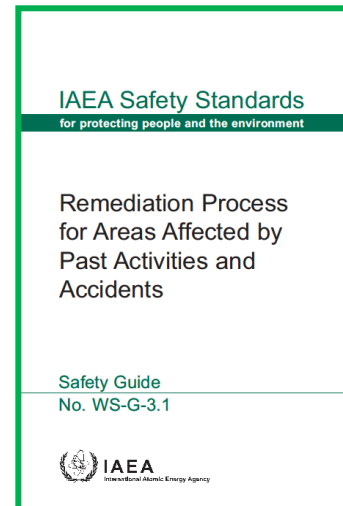 IAEA Safety Standards
for protecting people and the environment
Remediation Process
for Areas Affected by
Past Activities and
Accidents
Safety Guide
No. WS-G-3.1
IAEA
International Atomic Energy Agency